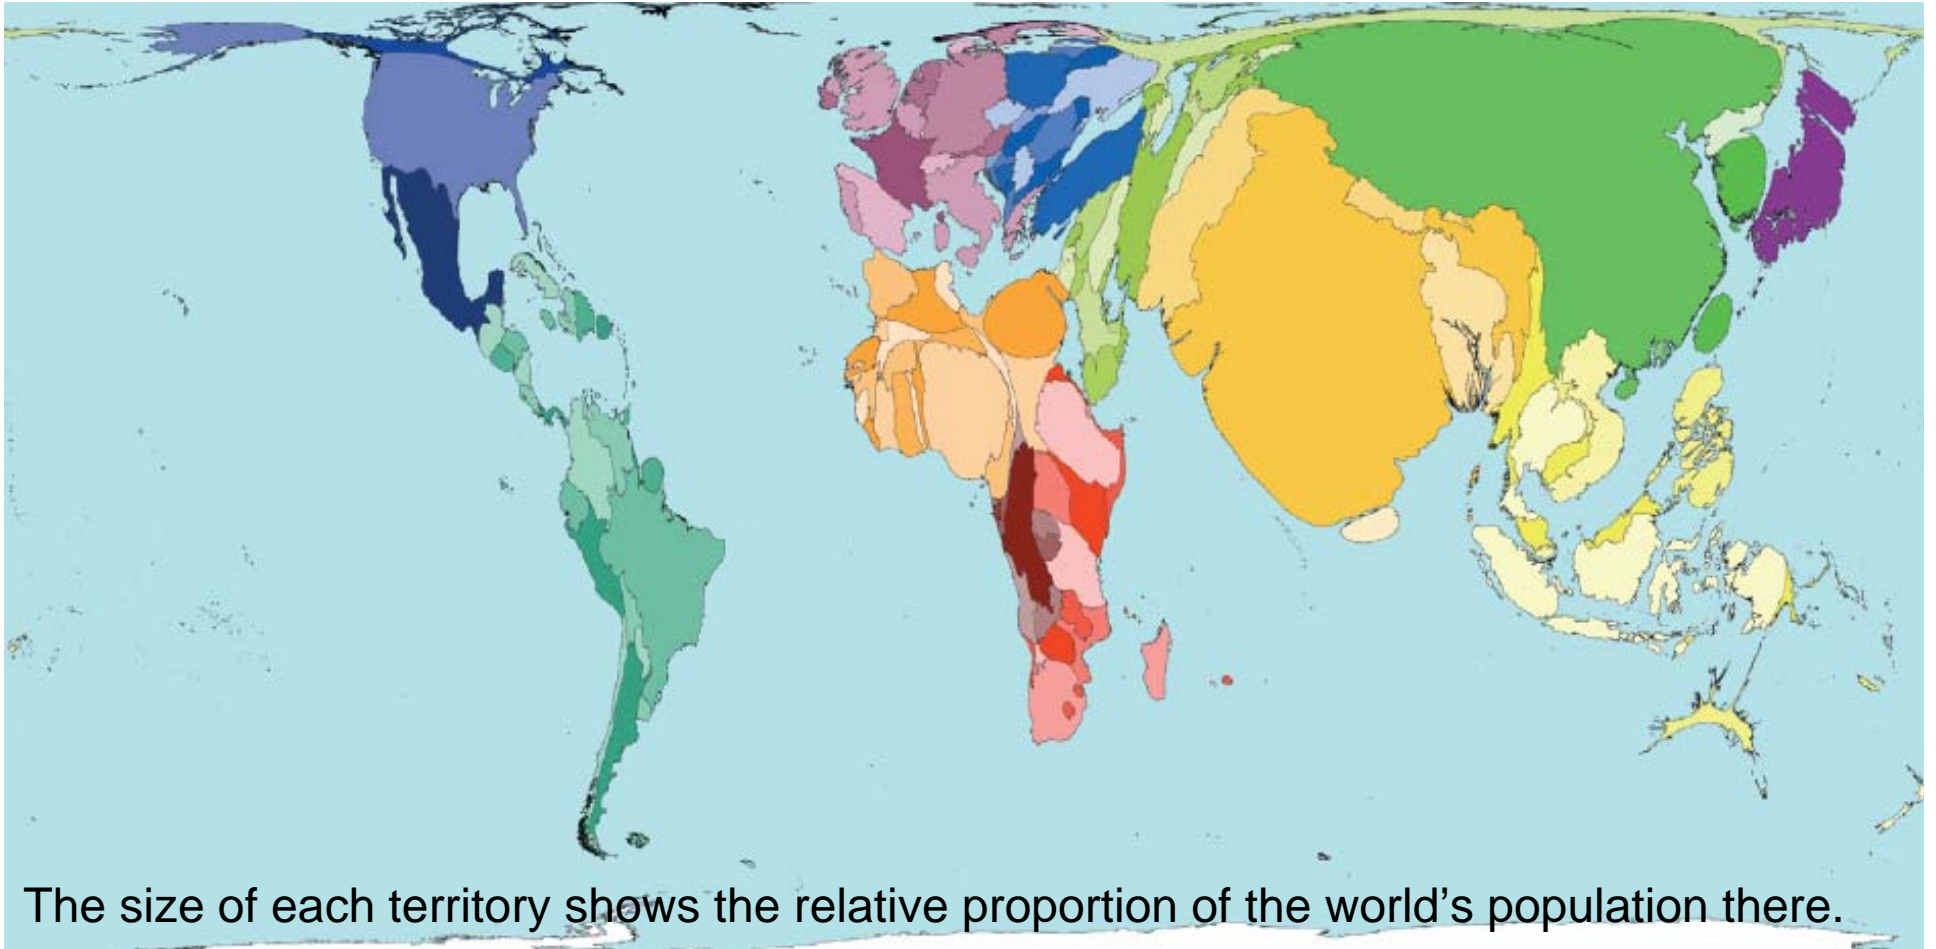 The size of each territory shows the relative proportion of the world’s population there.